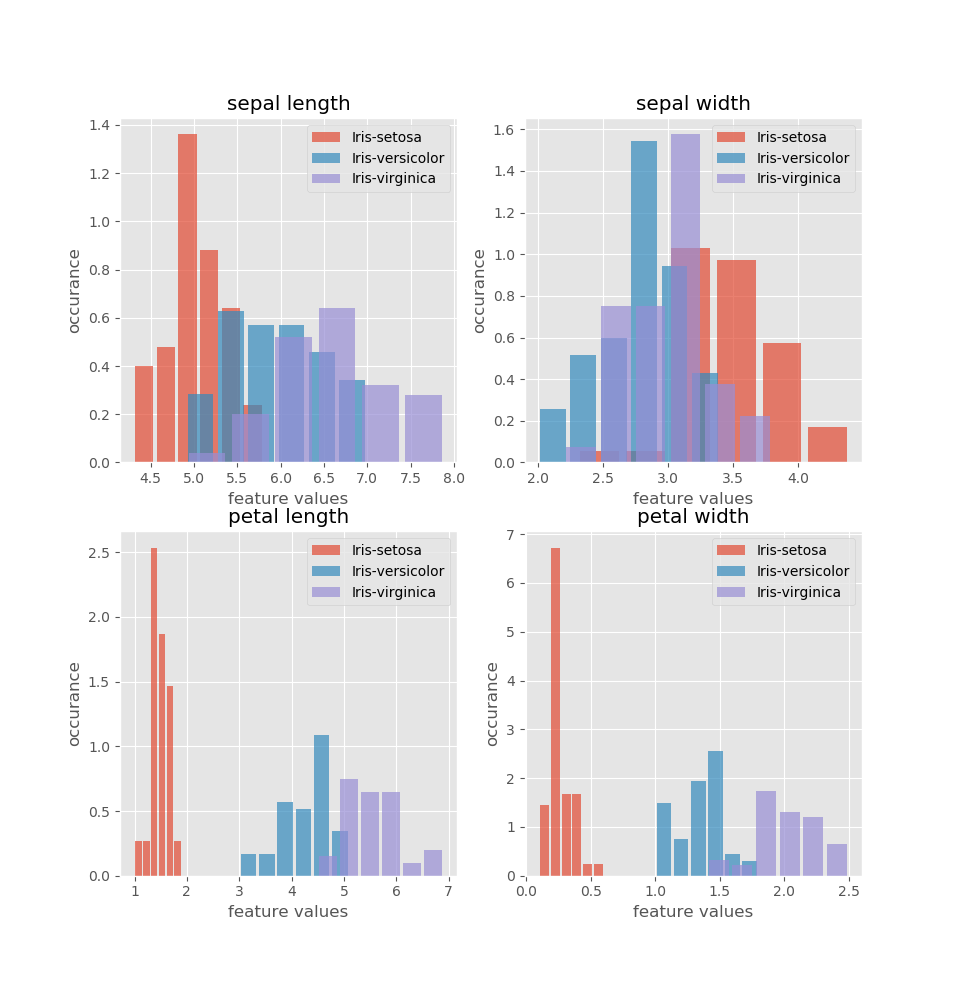 sepal length
1.4
1.2
1.0
0.8
0.6
0.4
0.2
0.0
occurance
Iris-setosa
Iris-versicolor
Iris-virginica
4.5 5.0 5.5 6.0 6.5 7.0 7.5 8.0
feature values
sepal width
1.6
1.4
1.2
1.0
0.8
0.6
0.4
0.2
0.0
occurance
Iris-setosa
Iris-versicolor
Iris-virginica
2.0 2.5 3.0 3.5 4.0
feature values
petal length
2.5
2.0
1.5
1.0
0.5
0.0
occurance
Iris-setosa
Iris-versicolor
Iris-virginica
1 2 3 4 5 6 7
feature values
petal width
7
6
5
4
3
2
1
0
occurance
Iris-setosa
Iris-versicolor
Iris-virginica
0.0 0.5 1.0 1.5 2.0 2.5
feature values